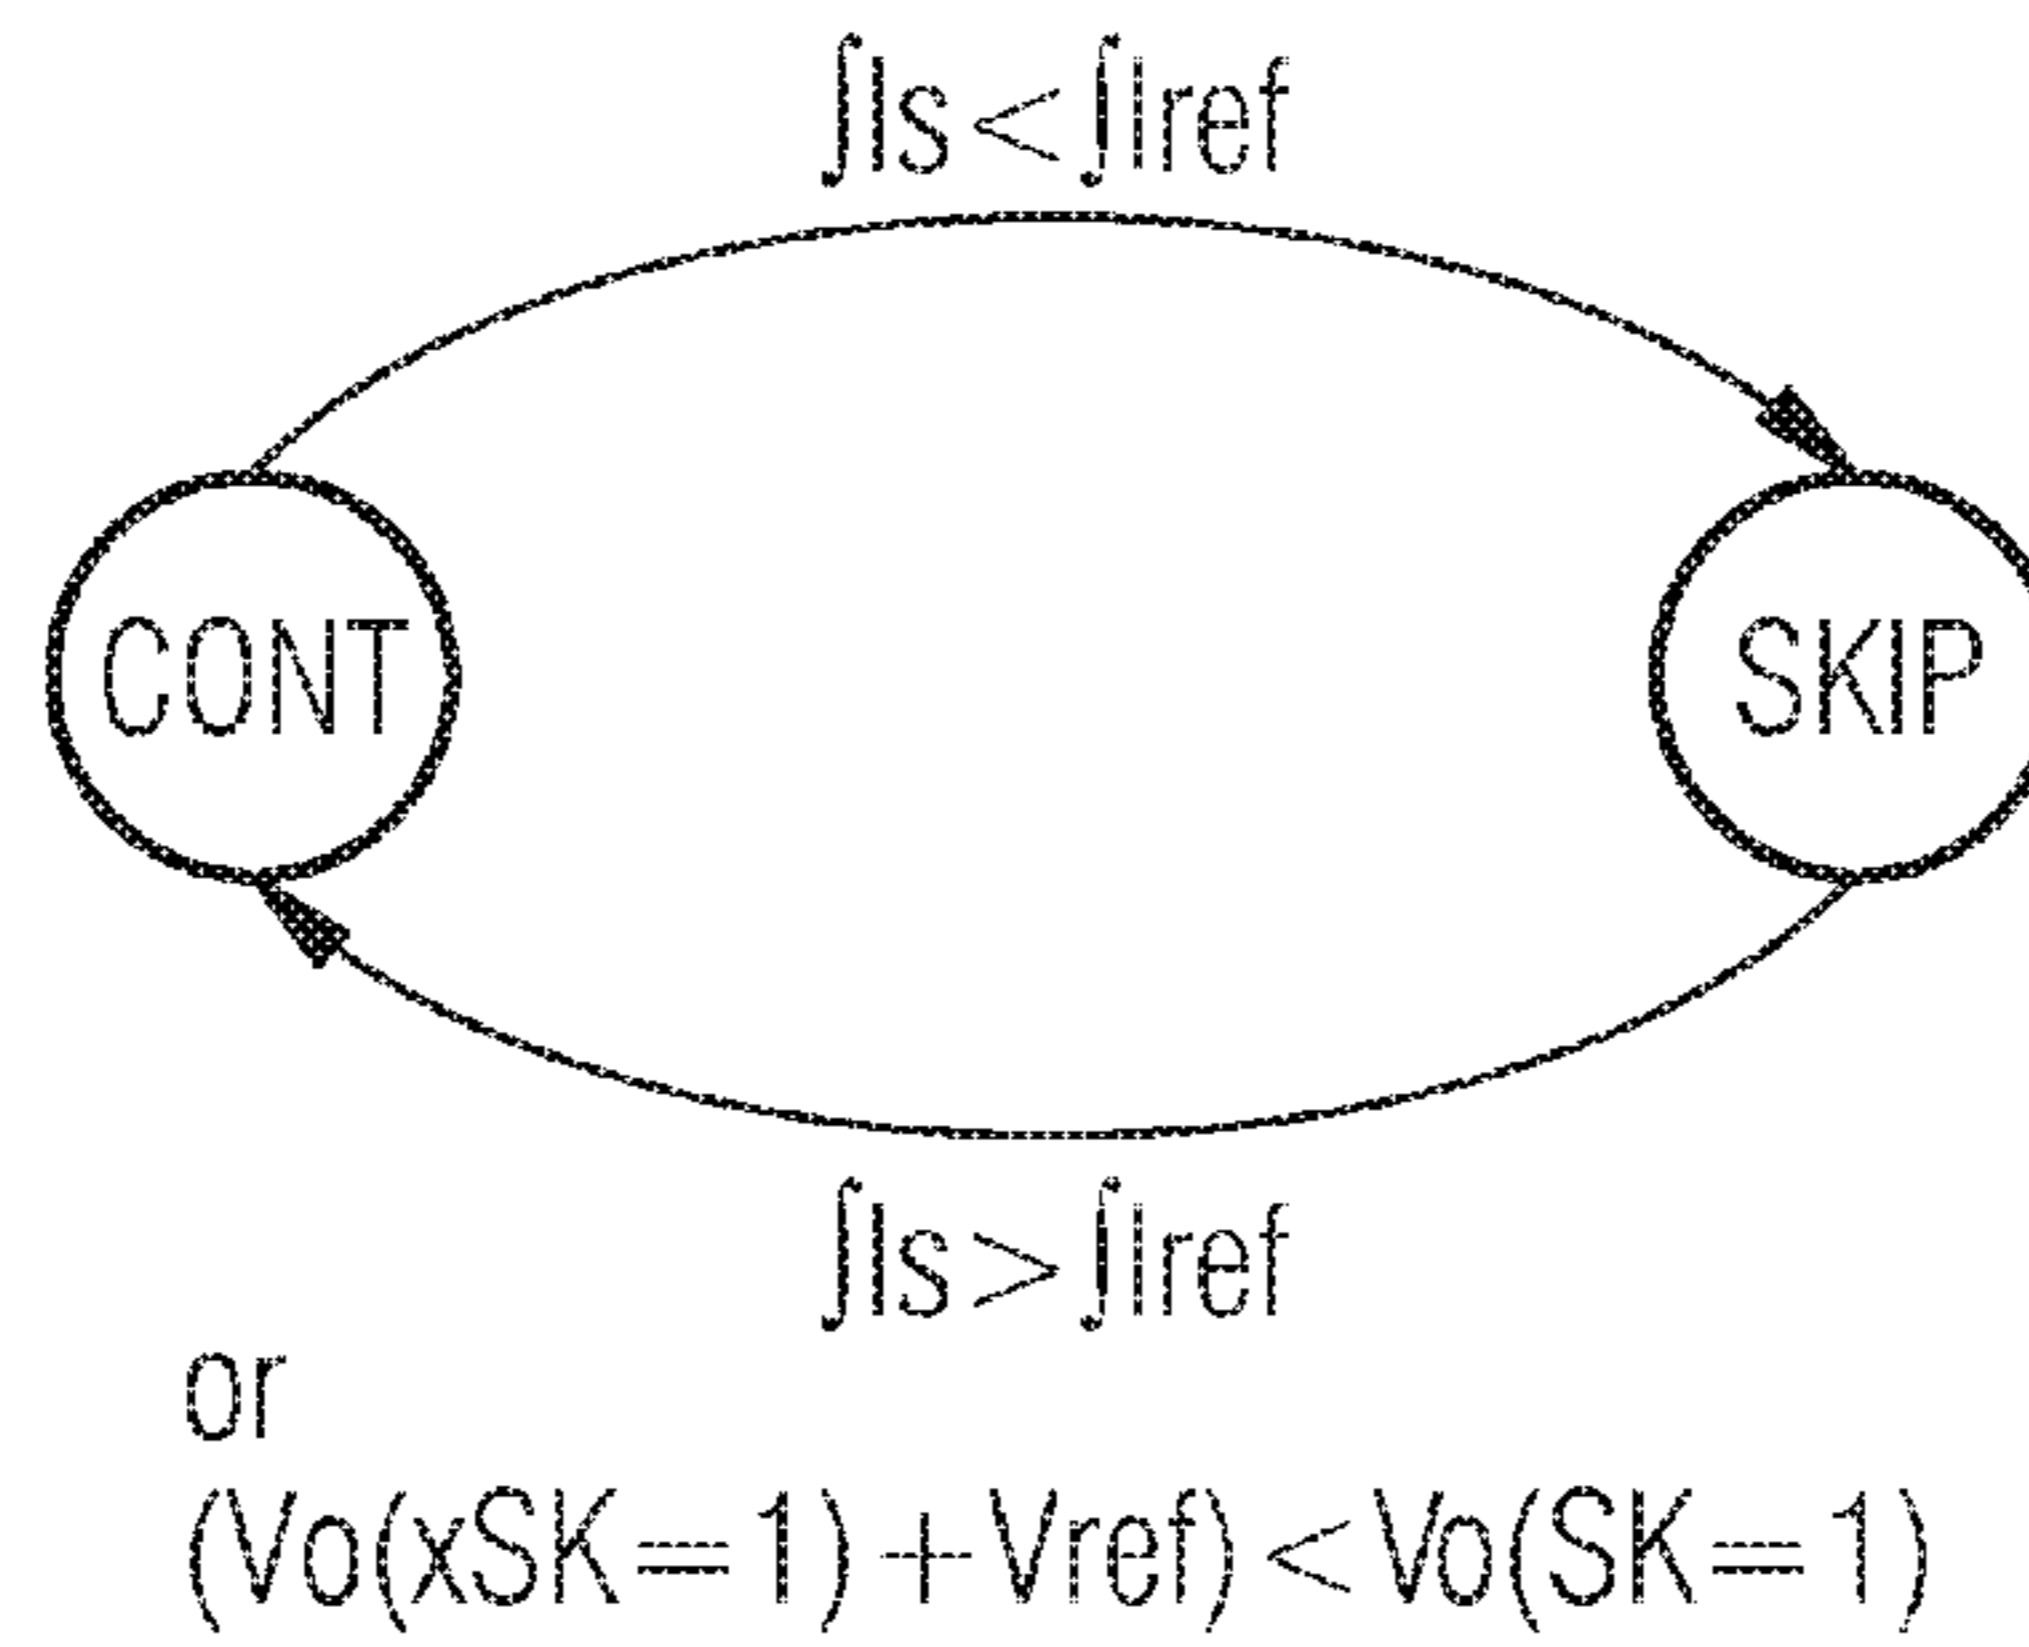 ∫Is<∫Iref
CONT
SKIP
∫Is>∫Iref
or
(Vo(xSK=1)+Vref)<Vo(SK=1)